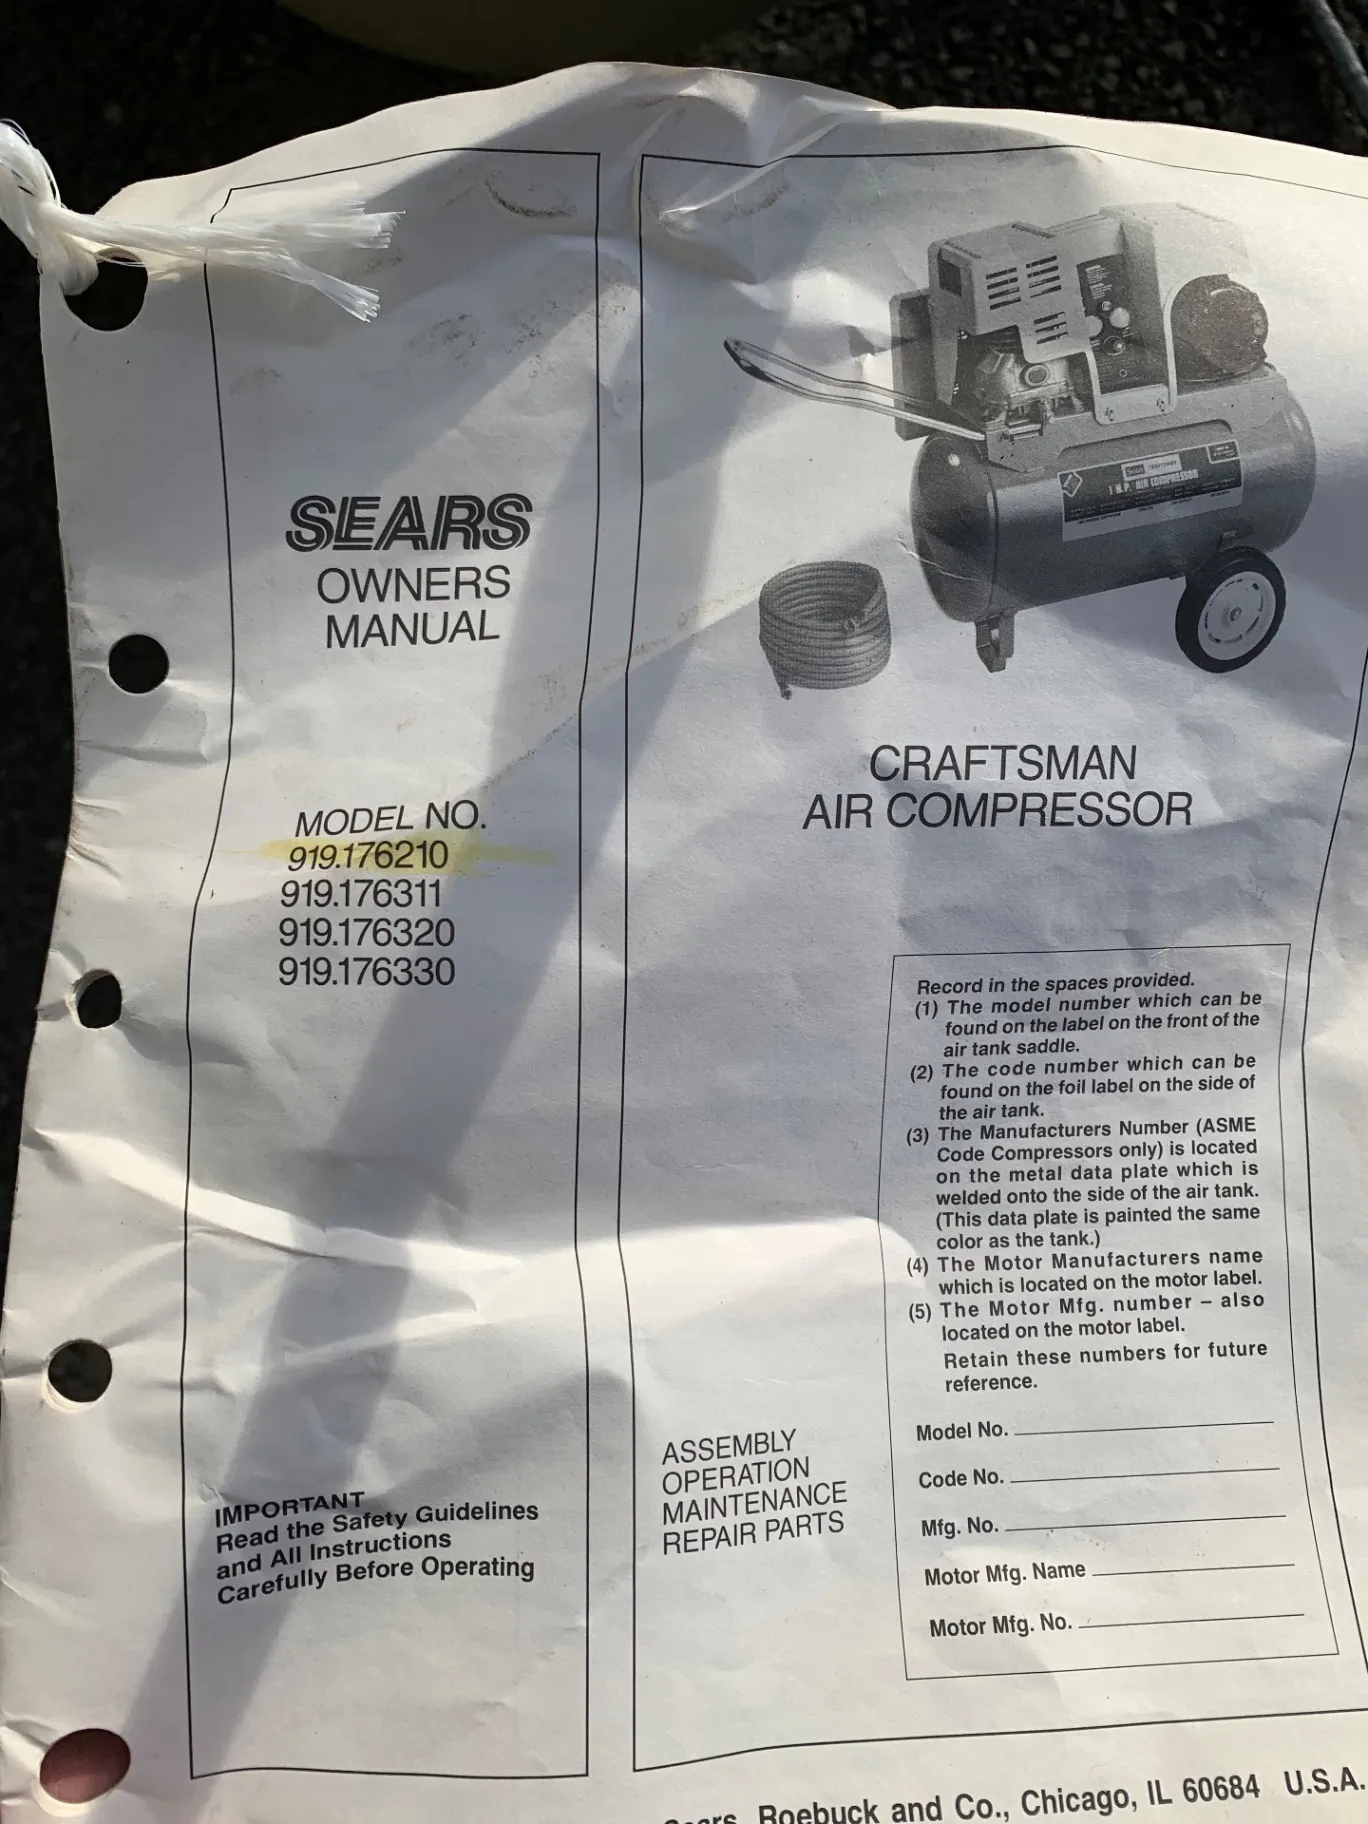 SEARS
OWNERS
MANUAL
MODEL NO.
919.176210
919.176311
919.176320
919.176330
IMPORTANT
Read the Safety Guidelines
and All Instructions
Carefully Before Operating
SEARS CRAFTSMAN
1 H.P. AIR COMPRESSOR
CRAFTSMAN
AIR COMPRESSOR
Record in the spaces provided.
(1) The model number which can be
found on the label on the front of the
air tank saddle.
(2) The code number which can be
found on the foil label on the side of
the air tank.
(3) The Manufacturers Number (ASME
Code Compressors only) is located
on the metal data plate which is
welded onto the side of the air tank.
(This data plate is painted the same
color as the tank.)
(4) The Motor Manufacturers name
which is located on the motor label.
(5) The Motor Mfg. number – also
located on the motor label.
Retain these numbers for future
reference.
Model No.
Code No.
Mfg. No.
Motor Mfg. Name
Motor Mfg. No.
ASSEMBLY
OPERATION
MAINTENANCE
REPAIR PARTS
Sears, Roebuck and Co., Chicago, IL 60684 U.S.A.